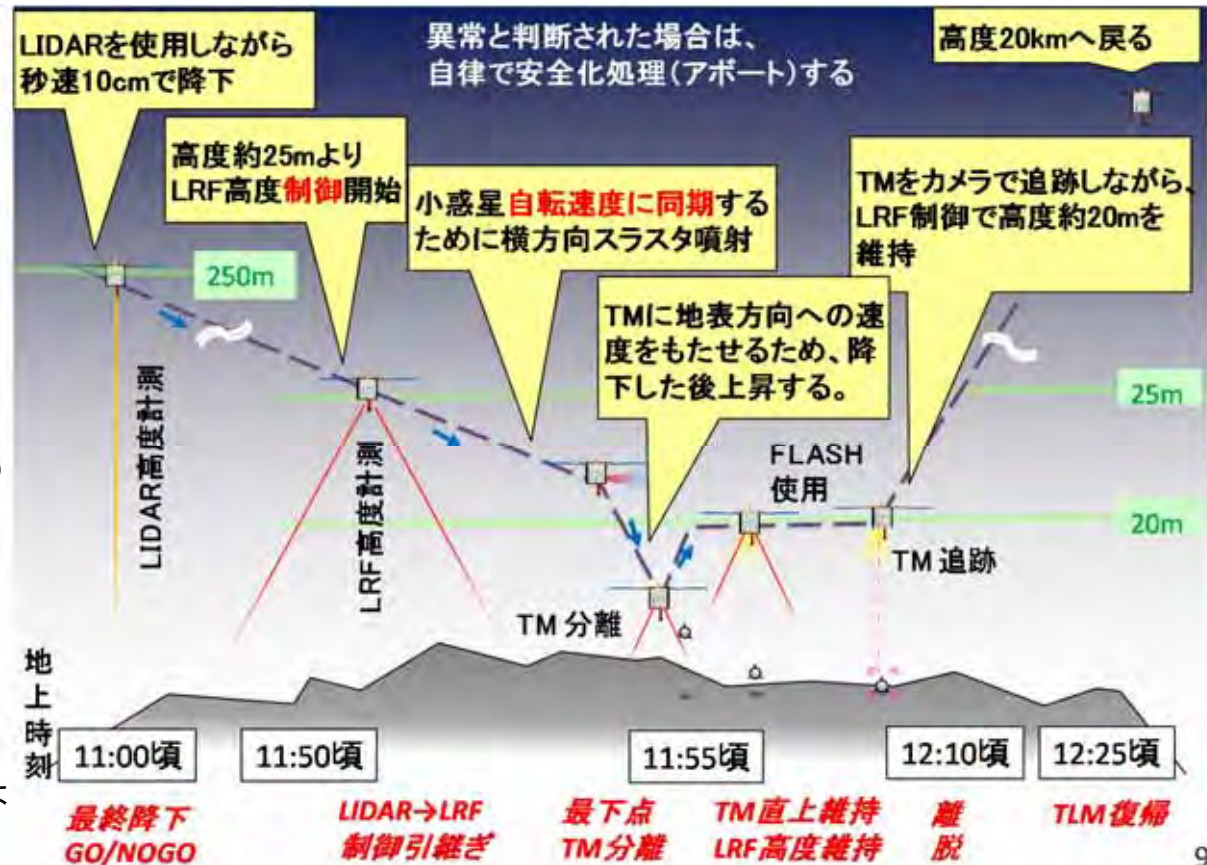 LIDARを使用しながら
秒速10cmで降下
異常と判断された場合は、
自律で安全化処理(アボート)する
高度20kmへ戻る
高度約25mより
LRF高度制御開始
小惑星自転速度に同期する
ために横方向スラスタ噴射
TMをカメラで追跡しながら、
LRF制御で高度約20mを
維持
250m
TMに地表方向への速
度をもたせるため、降
下した後上昇する。
25m
LIDAR高度計測
LRF高度計測
FLASH
使用
20m
TM 追跡
TM 分離
地上時刻
11:00頃
11:50頃
11:55頃
12:10頃
12:25頃
最終降下
GO/NOGO
LIDAR→LRF
制御引継ぎ
最下点
TM分離
TM直上維持
LRF高度維持
離
脱
TLM復帰
9